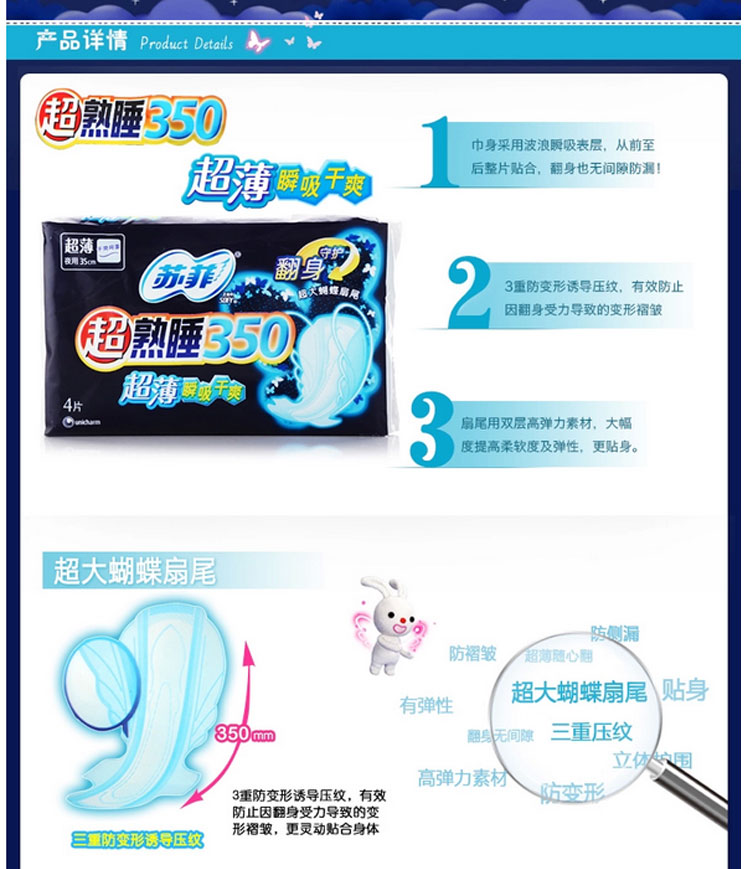 产品详情 Product Details
超熟睡350
超薄瞬吸干爽
1
巾身采用波浪瞬吸表层，从前至
后整片贴合，翻身也无间隙防漏！
超薄
夜用 35cm
苏菲
SOFY
翻身守护
超大蝴蝶扇尾
超熟睡350
超薄瞬吸干爽
4片
unicharm
2
3重防变形诱导压纹，有效防止
因翻身受力导致的变形褶皱
3
扇尾用双层高弹力素材，大幅
度提高柔软度及弹性，更贴身。
超大蝴蝶扇尾
350mm
3重防变形诱导压纹，有效
防止因翻身受力导致的变
形褶皱，更灵动贴合身体
三重防变形诱导压纹
防侧漏
防褶皱
超薄随心翻
超大蝴蝶扇尾
贴身
有弹性
翻身无间隙
三重压纹
立体护围
高弹力素材
防变形